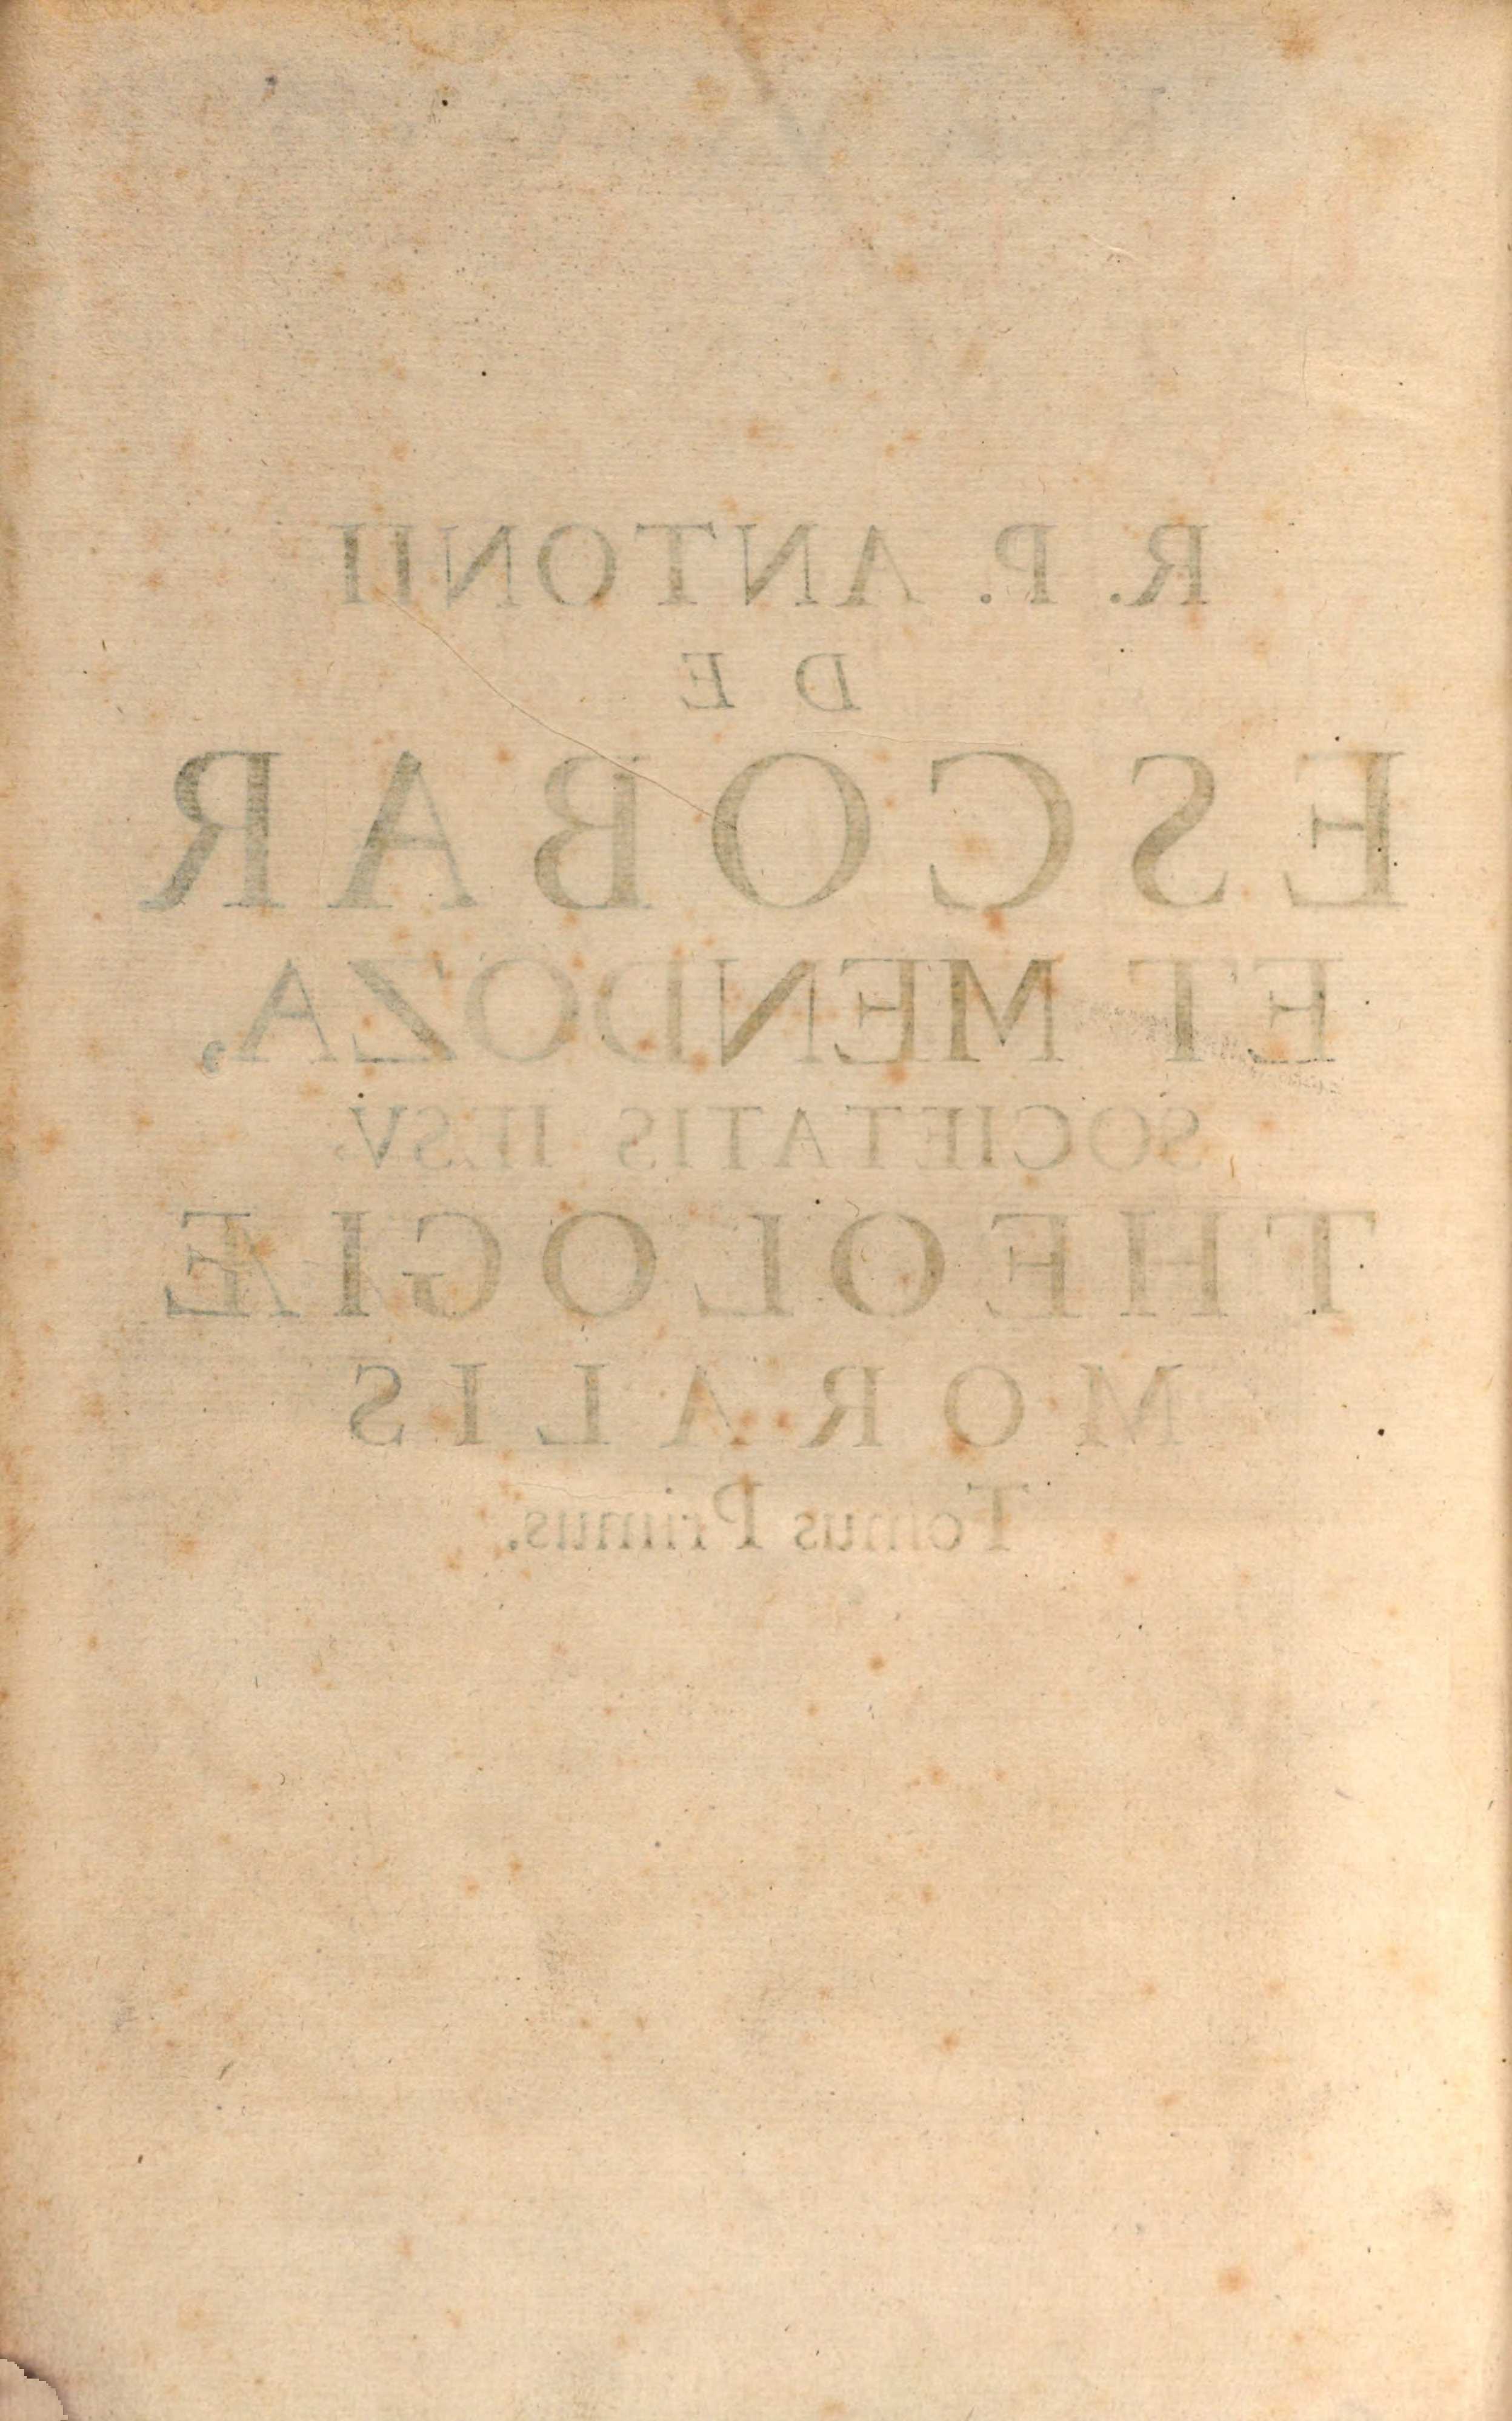 R. P. ANTONII
DE
ESCOBAR
ET MENDOZA,
SOCIETATIS IESV.
THEOLOGIÆ
MORALIS
Tomus Primus.